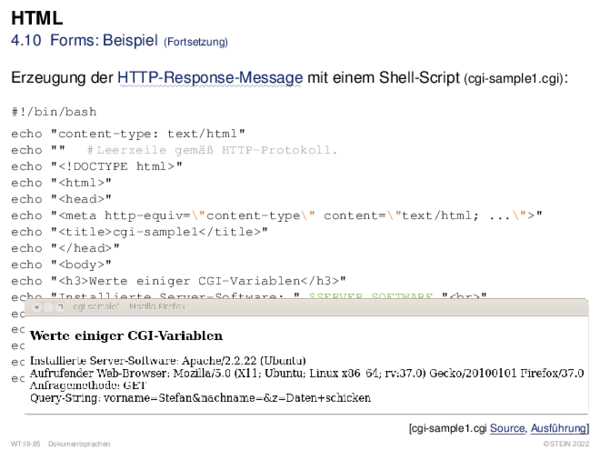 HTML
4.10 Forms: Beispiel (Fortsetzung)
Erzeugung der HTTP-Response-Message mit einem Shell-Script (cgi-sample1.cgi):
#!/bin/bash
echo "content-type: text/html"
echo "" #Leerzeile gemäß HTTP-Protokoll.
echo "<!DOCTYPE html>"
echo "<html>"
echo "<head>"
echo "<meta http-equiv=\"content-type\" content=\"text/html; ...\">"
echo "<title>cgi-sample1</title>"
echo "</head>"
echo "<body>"
echo "<h3>Werte einiger CGI-Variablen</h3>"
echo "Installierte Server-Software: " $SERVER_SOFTWARE "<br>"
ec
cgi-sample1 Mozilla Firefox
ec
Werte einiger CGI-Variablen
ec
Installierte Server-Software: Apache/2.2.22 (Ubuntu)
ec
Aufrufender Web-Browser: Mozilla/5.0 (X11; Ubuntu; Linux x86_64; rv:37.0) Gecko/20100101 Firefox/37.0
Anfragemethode: GET
ec
Query-String: vorname=Stefan&nachname=&z=Daten+schicken
[cgi-sample1.cgi Source, Ausführung]
WT:III-85 Dokumentsprachen ©STEIN 2022